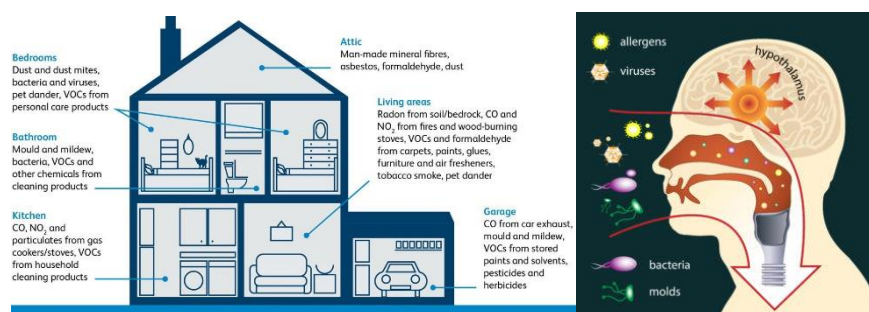 Bedrooms
Dust and dust mites,
bacteria and viruses,
pet dander, VOCs from
personal care products
Bathroom
Mould and mildew,
bacteria, VOCs and
other chemicals from
cleaning products
Kitchen
CO, NO₂ and
particulates from gas
cookers/stoves, VOCs
from household
cleaning products
Attic
Man-made mineral fibres,
asbestos, formaldehyde, dust
Living areas
Radon from soil/bedrock, CO and
NO₂ from fires and wood-burning
stoves, VOCs and formaldehyde
from carpets, paints, glues,
furniture and air fresheners,
tobacco smoke, pet dander
Garage
CO from car exhaust,
mould and mildew,
VOCs from stored
paints and solvents,
pesticides and
herbicides
allergens
viruses
hypothalamus
bacteria
molds